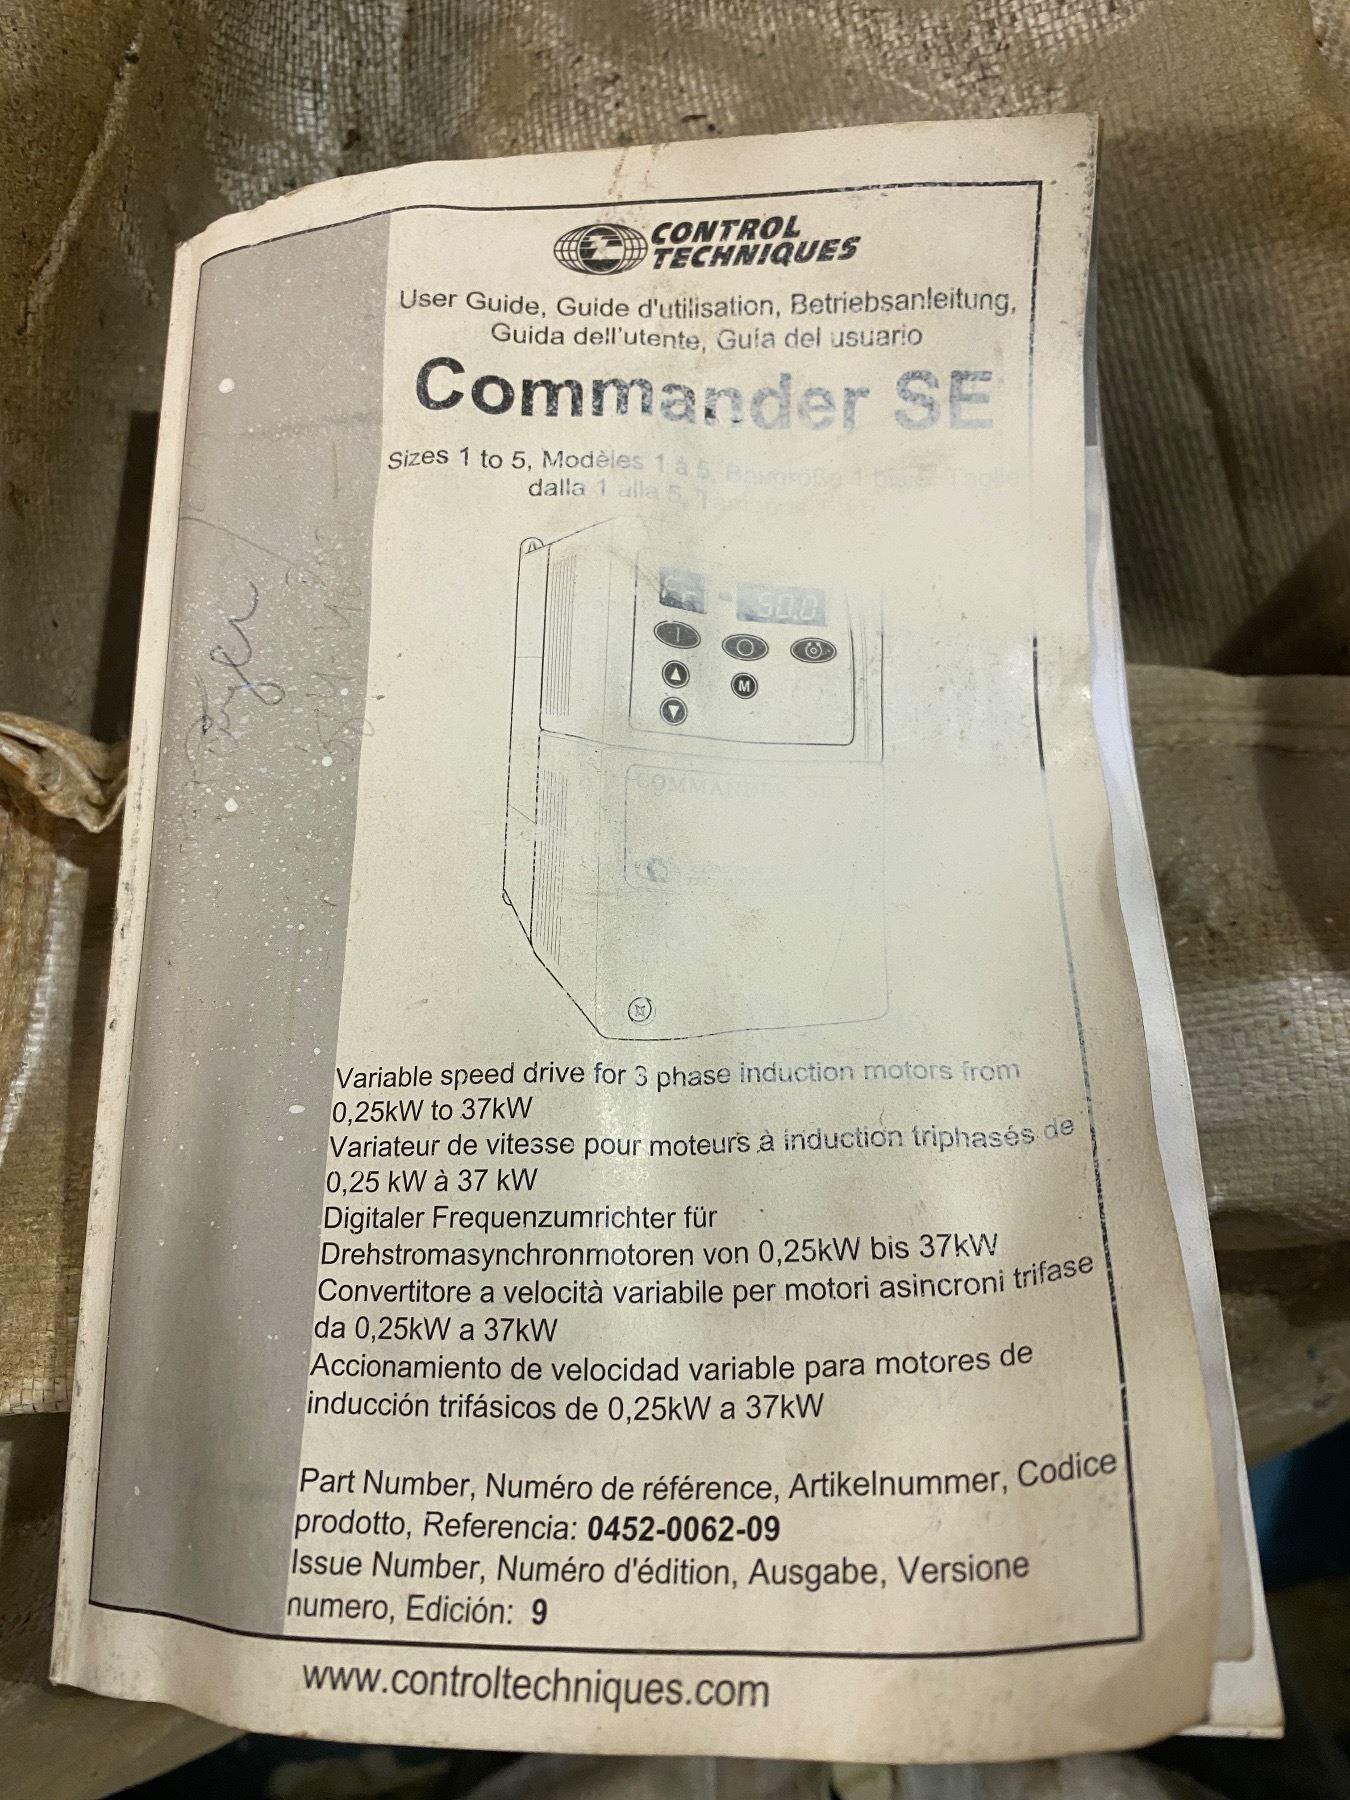 CONTROL
TECHNIQUES
User Guide, Guide d'utilisation, Betriebsanleitung,
Guida dell'utente, Guía del usuario
Commander SE
Sizes 1 to 5, Modèles 1 à 5, Baugröße 1 bis 5, Taglie
dalla 1 alla 5,
50.0
M
COMMANDER SE
Variable speed drive for 3 phase induction motors from
0,25kW to 37kW
Variateur de vitesse pour moteurs à induction triphasés de
0,25 kW à 37 kW
Digitaler Frequenzumrichter für
Drehstromasynchronmotoren von 0,25kW bis 37kW
Convertitore a velocità variabile per motori asincroni trifase
da 0,25kW a 37kW
Accionamiento de velocidad variable para motores de
inducción trifásicos de 0,25kW a 37kW
Part Number, Numéro de référence, Artikelnummer, Codice
prodotto, Referencia: 0452-0062-09
Issue Number, Numéro d'édition, Ausgabe, Versione
numero, Edición: 9
www.controltechniques.com